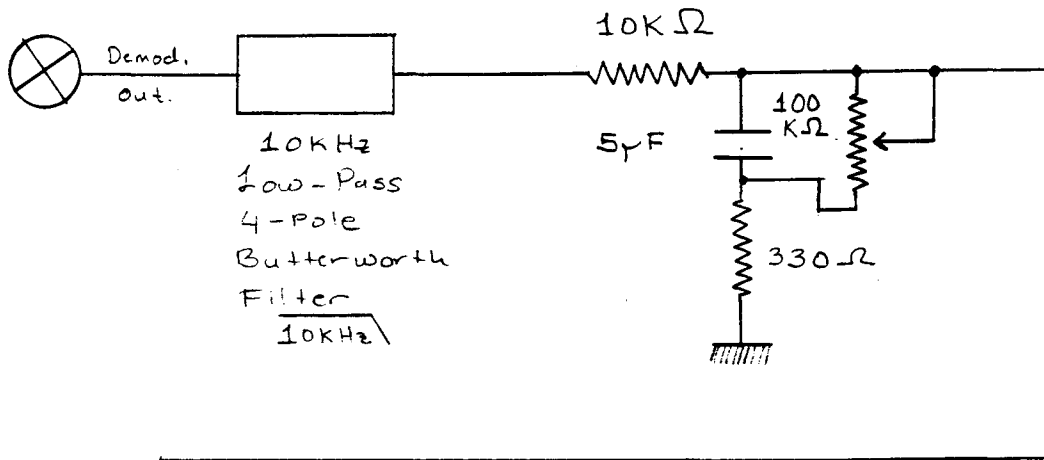 Demod.
Out.
10KHz
Low-Pass
4-Pole
Butterworth
Filter
10KHz
10KΩ
5μF
100
KΩ
330Ω